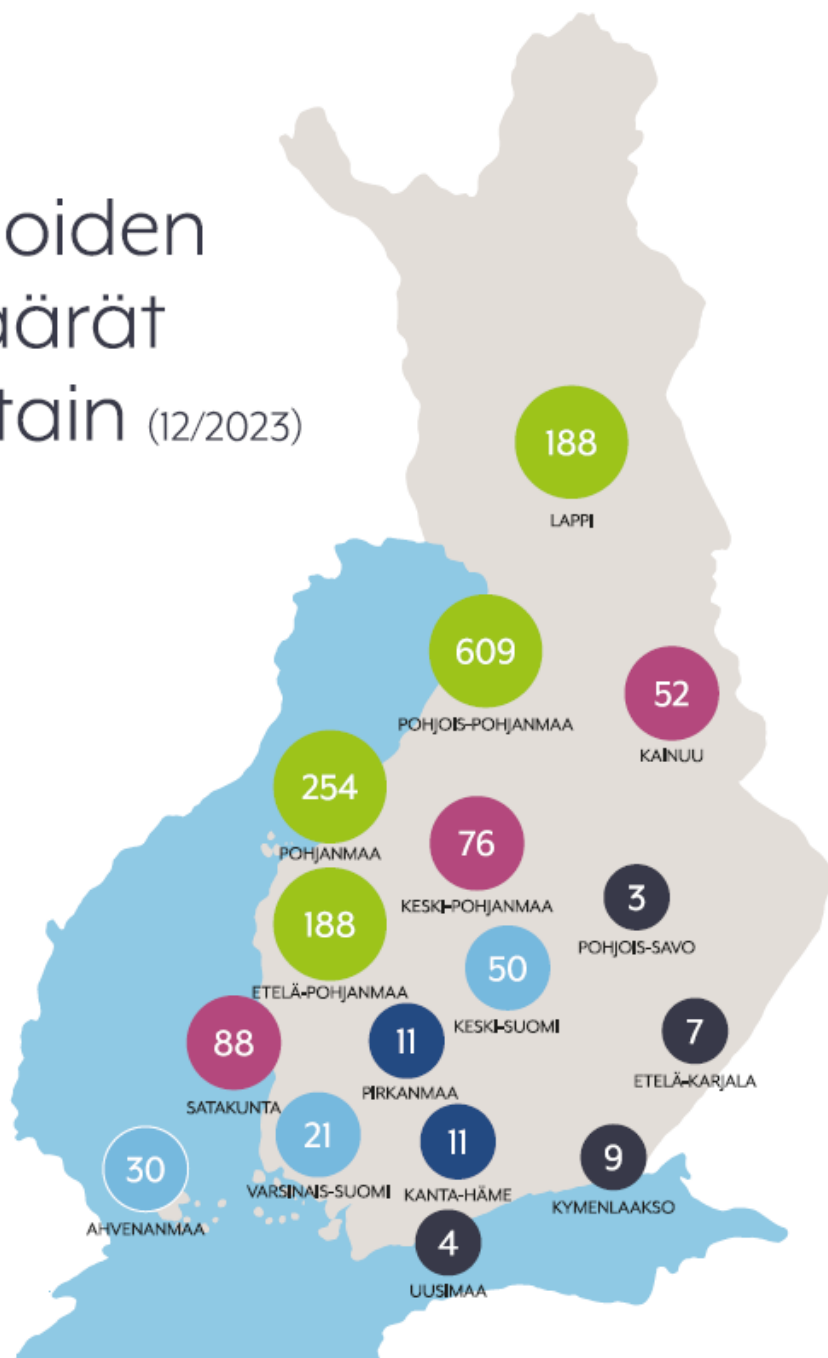 oiden
äärät
tain (12/2023)
188
LAPPI
609
POHJOIS-POHJANMAA
52
KAINUU
254
POHJANMAA
76
KESKI-POHJANMAA
3
POHJOIS-SAVO
188
ETELÄ-POHJANMAA
50
KESKI-SUOMI
7
ETELÄ-KARJALA
88
SATAKUNTA
11
PIRKANMAA
21
VARSINAIS-SUOMI
11
KANTA-HÄME
9
KYMENLAAKSO
30
AHVENANMAA
4
UUSIMAA